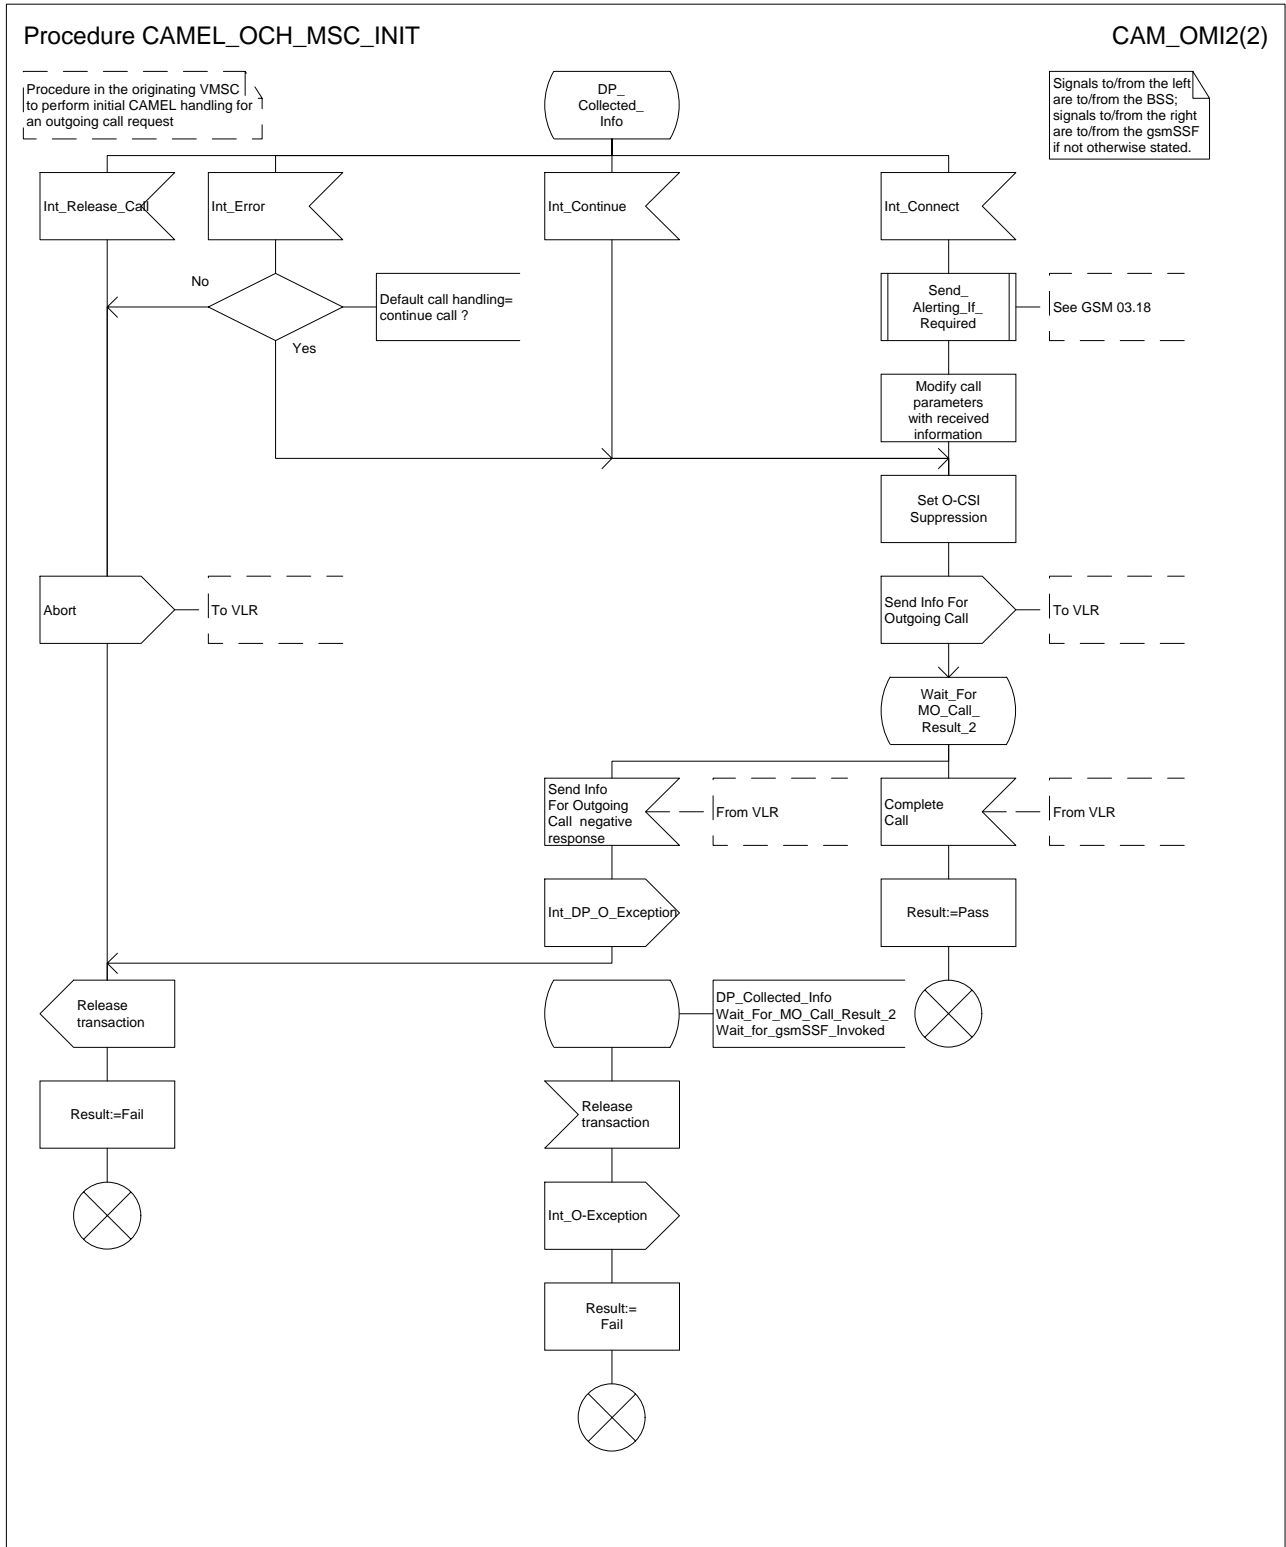 Procedure CAMEL_OCH_MSC_INIT
CAM_OMI2(2)
Procedure in the originating VMSC
to perform initial CAMEL handling for
an outgoing call request
DP_
Collected_
Info
Signals to/from the left
are to/from the BSS;
signals to/from the right
are to/from the gsmSSF
if not otherwise stated.
Int_Release_Call
Int_Error
Int_Continue
Int_Connect
No
Default call handling=
continue call ?
Yes
Send_
Alerting_If_
Required
See GSM 03.18
Modify call
parameters
with received
information
Set O-CSI
Suppression
Abort
To VLR
Send Info For
Outgoing Call
To VLR
Wait_For
MO_Call_
Result_2
Send Info
For Outgoing
Call  negative
response
From VLR
Complete
Call
From VLR
Int_DP_O_Exception
Result:=Pass
Release
transaction
DP_Collected_Info
Wait_For_MO_Call_Result_2
Wait_for_gsmSSF_Invoked
Result:=Fail
Release
transaction
Int_O-Exception
Result:=
Fail